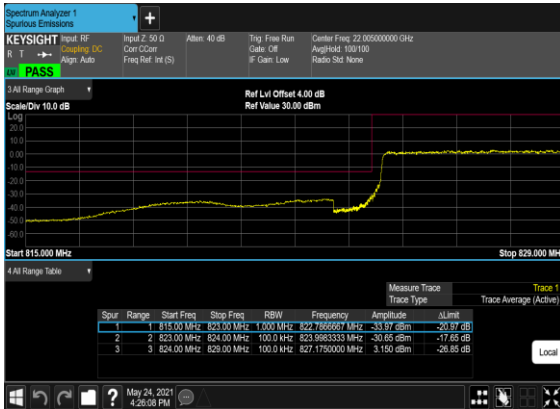 Spectrum Analyzer 1
Spurious Emissions
+
KEYSIGHT Input: RF Input Z: 50 Ω Atten: 40 dB Trig: Free Run Center Freq: 22.005000000 GHz
R T Coupling: DC Corr CCorr Gate: Off Avg|Hold: 100/100
Align: Auto Freq Ref: Int (S) IF Gain: Low Radio Std: None
PASS
3 All Range Graph
Scale/Div 10.0 dB Ref Lvl Offset 4.00 dB
Ref Value 30.00 dBm
Log
20.0
10.0
0.00
-10.0
-20.0
-30.0
-40.0
-50.0
-60.0
Start 815.000 MHz Stop 829.000 MH
4 All Range Table
Measure Trace Trace 1
Trace Type Trace Average (Active)
Spur Range Start Freq Stop Freq RBW Frequency Amplitude ΔLimit
1 1 815.00 MHz 823.00 MHz 1.000 MHz 822.7866667 MHz -33.97 dBm -20.97 dB
2 2 823.00 MHz 824.00 MHz 100.0 kHz 823.9983333 MHz -30.65 dBm -17.65 dB
3 3 824.00 MHz 829.00 MHz 100.0 kHz 827.1750000 MHz 3.150 dBm -26.85 dB
Local
? May 24, 2021
4:26:08 PM